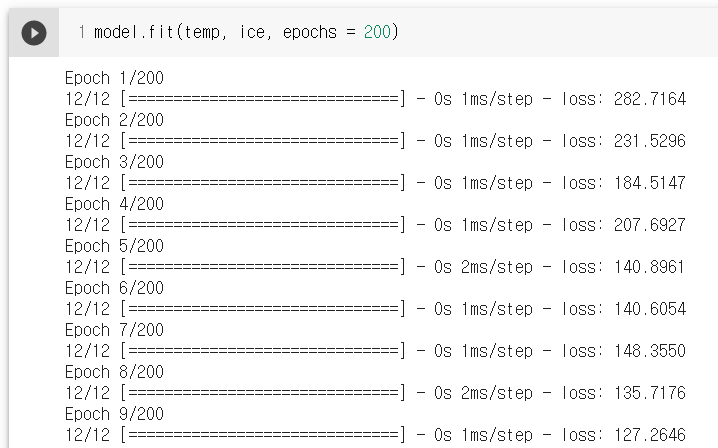 1 model.fit(temp, ice, epochs = 200)
Epoch 1/200
12/12 [==============================] - 0s 1ms/step - loss: 282.7164
Epoch 2/200
12/12 [==============================] - 0s 1ms/step - loss: 231.5296
Epoch 3/200
12/12 [==============================] - 0s 1ms/step - loss: 184.5147
Epoch 4/200
12/12 [==============================] - 0s 1ms/step - loss: 207.6927
Epoch 5/200
12/12 [==============================] - 0s 2ms/step - loss: 140.8961
Epoch 6/200
12/12 [==============================] - 0s 1ms/step - loss: 140.6054
Epoch 7/200
12/12 [==============================] - 0s 1ms/step - loss: 148.3550
Epoch 8/200
12/12 [==============================] - 0s 2ms/step - loss: 135.7176
Epoch 9/200
12/12 [==============================] - 0s 1ms/step - loss: 127.2646